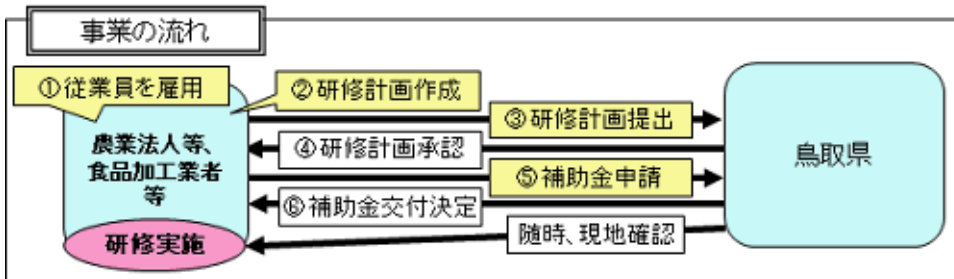 事業の流れ
①従業員を雇用
②研修計画作成
③研修計画提出
農業法人等、
食品加工業者
等
④研修計画承認
鳥取県
⑤補助金申請
⑥補助金交付決定
研修実施
随時、現地確認